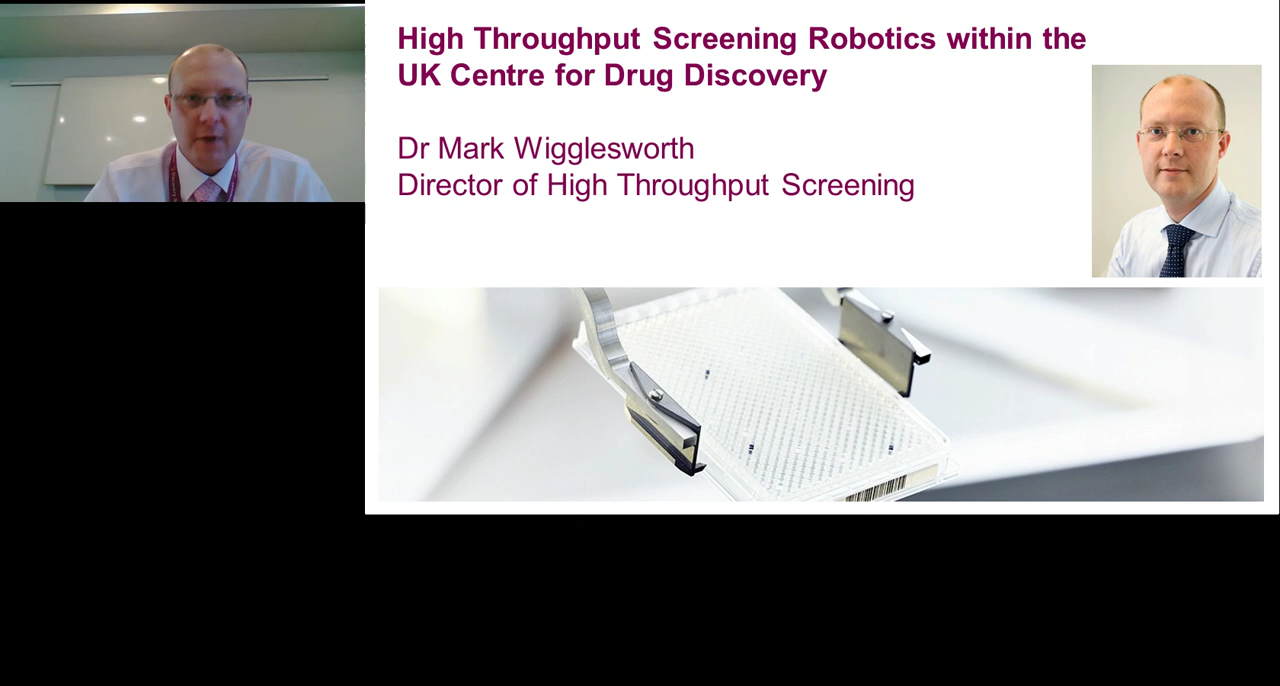 High Throughput Screening Robotics within the
UK Centre for Drug Discovery
Dr Mark Wigglesworth
Director of High Throughput Screening